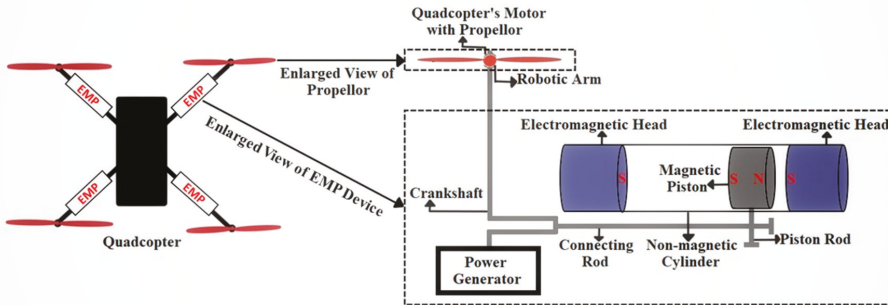 Quadcopter's Motor
with Propellor
Enlarged View of
Propellor
Robotic Arm
EMP
EMP
EMP
EMP
Quadcopter
Enlarged View of EMP Device
Electromagnetic Head
Electromagnetic Head
Magnetic
Piston
S
S
N
S
Crankshaft
Connecting
Rod
Non-magnetic
Cylinder
Piston Rod
Power
Generator